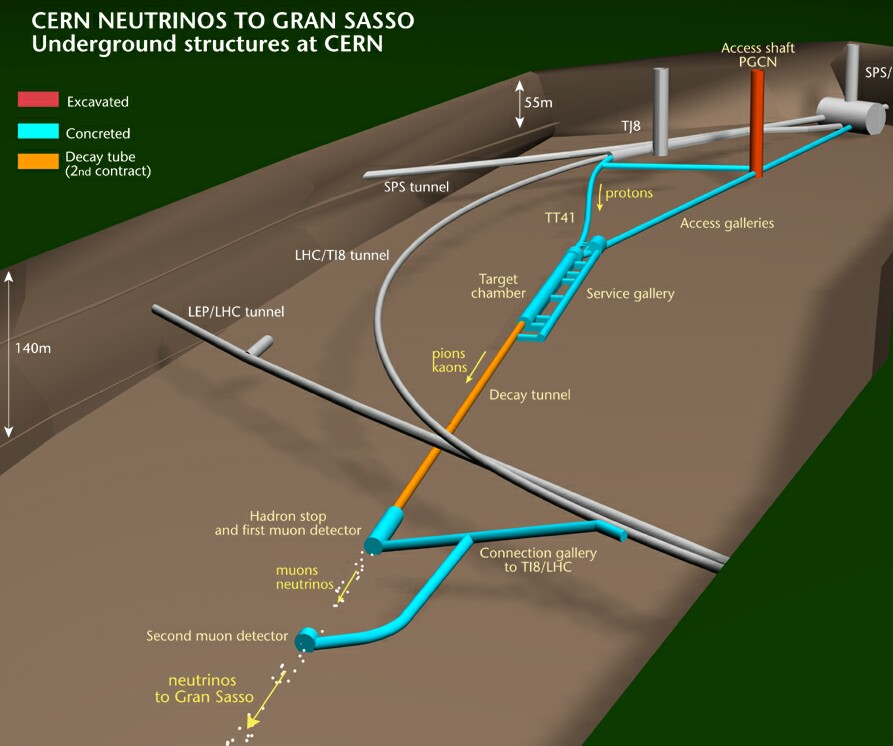 CERN NEUTRINOS TO GRAN SASSO
Underground structures at CERN
Excavated
Concreted
Decay tube
(2nd contract)
55m
Access shaft
PGCN
SPS/
TJ8
SPS tunnel
protons
TT41
Access galleries
LHC/TI8 tunnel
Target
chamber
Service gallery
LEP/LHC tunnel
140m
pions
kaons
Decay tunnel
Hadron stop
and first muon detector
Connection gallery
to TI8/LHC
muons
neutrinos
Second muon detector
neutrinos
to Gran Sasso